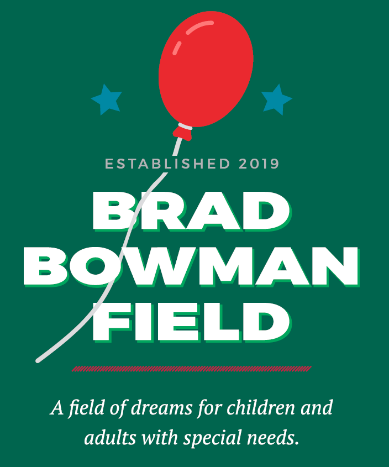 ESTABLISHED 2019
BRAD
BOWMAN
FIELD
A field of dreams for children and
adults with special needs.